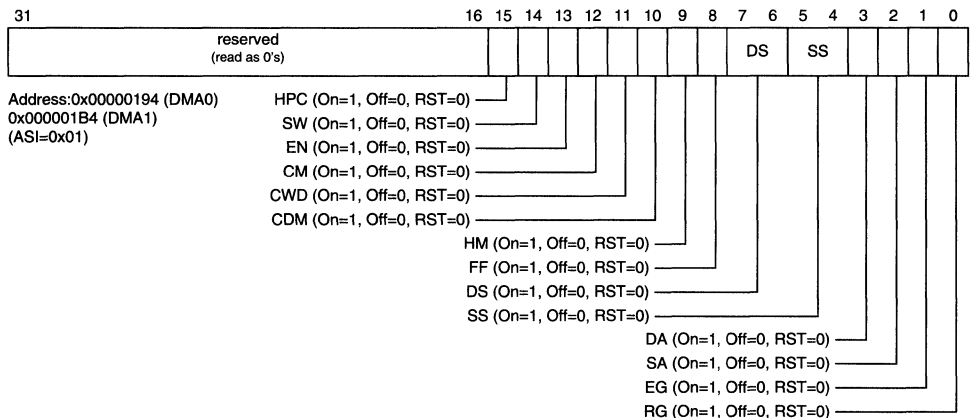 31 16 15 14 13 12 11 10 9 8 7 6 5 4 3 2 1 0
reserved
(read as 0's)
DS SS
Address:0x00000194 (DMA0)
0x000001B4 (DMA1)
(ASI=0x01)
HPC (On=1, Off=0, RST=0)
SW (On=1, Off=0, RST=0)
EN (On=1, Off=0, RST=0)
CM (On=1, Off=0, RST=0)
CWD (On=1, Off=0, RST=0)
CDM (On=1, Off=0, RST=0)
HM (On=1, Off=0, RST=0)
FF (On=1, Off=0, RST=0)
DS (On=1, Off=0, RST=0)
SS (On=1, Off=0, RST=0)
DA (On=1, Off=0, RST=0)
SA (On=1, Off=0, RST=0)
EG (On=1, Off=0, RST=0)
RG (On=1, Off=0, RST=0)